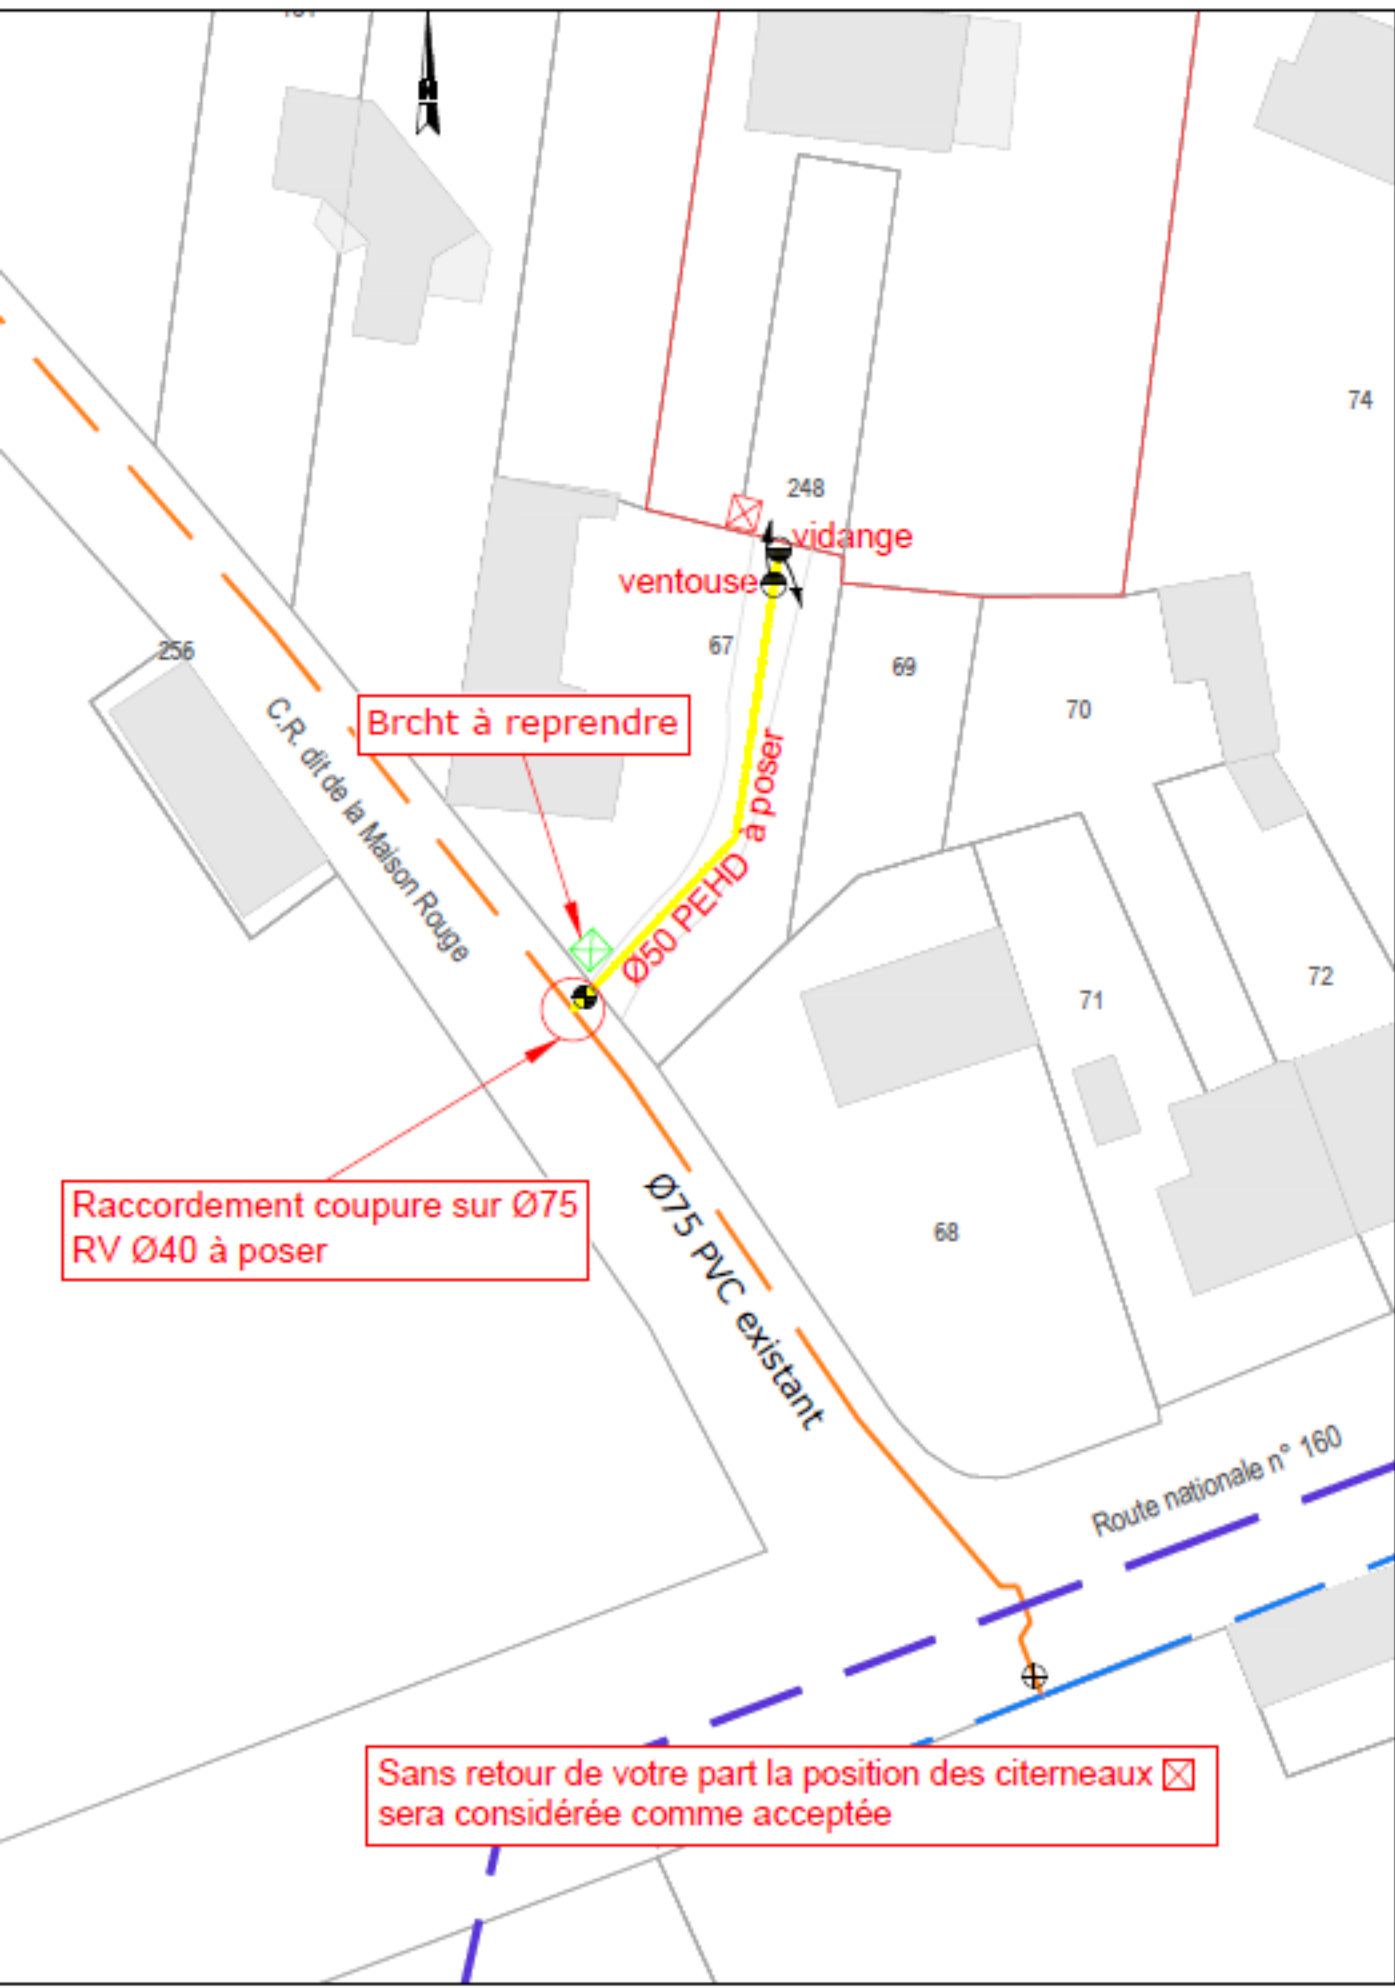 74
248
vidange
ventouse
67
69
256
70
Brcht à reprendre
C.R. dit de la Maison Rouge
Ø50 PEHD à poser
72
71
Raccordement coupure sur Ø75
RV Ø40 à poser
68
Ø75 PVC existant
Route nationale n° 160
Sans retour de votre part la position des citerneaux
sera considérée comme acceptée